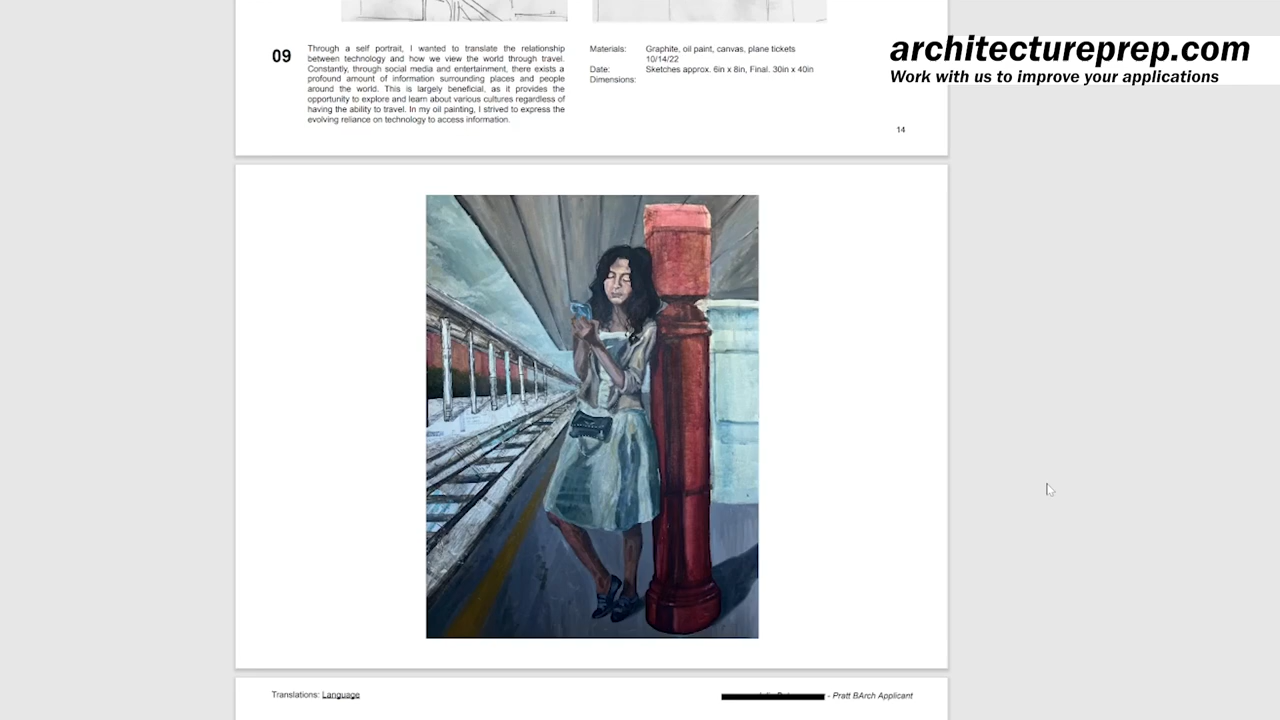 architectureprep.com
Work with us to improve your applications
09
Through a self portrait, I wanted to translate the relationship
between technology and how we view the world through travel.
Constantly, through social media and entertainment, there exists a
profound amount of information surrounding places and people
around the world. This is largely beneficial, as it provides the
opportunity to explore and learn about various cultures regardless of
having the ability to travel. In my oil painting, I strived to express the
evolving reliance on technology to access information.
Materials: Graphite, oil paint, canvas, plane tickets
10/14/22
Date: Sketches approx. 6in x 8in, Final. 30in x 40in
Dimensions:
14
Translations: Language
- Pratt BArch Applicant